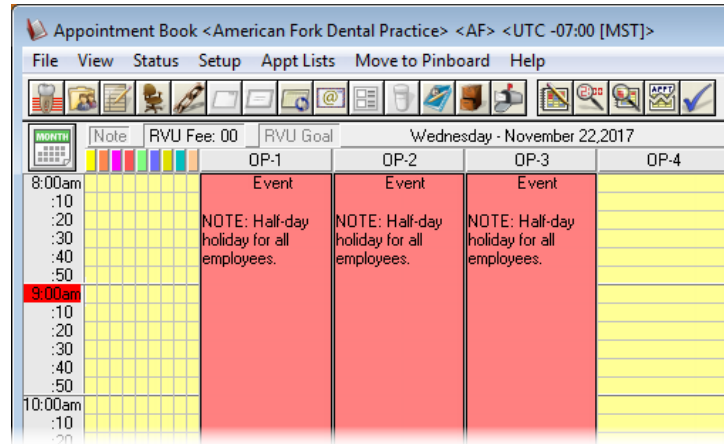 Appointment Book <American Fork Dental Practice> <AF> <UTC -07:00 [MST]>
File View Status Setup Appt Lists Move to Pinboard Help
APPT
MONTH Note RVU Fee: 00 RVU Goal Wednesday - November 22,2017
OP-1 OP-2 OP-3 OP-4
8:00am Event Event Event
:10
:20 NOTE: Half-day NOTE: Half-day NOTE: Half-day
:30 holiday for all holiday for all holiday for all
:40 employees. employees. employees.
:50
9:00am
:10
:20
:30
:40
:50
10:00am
:10
:20